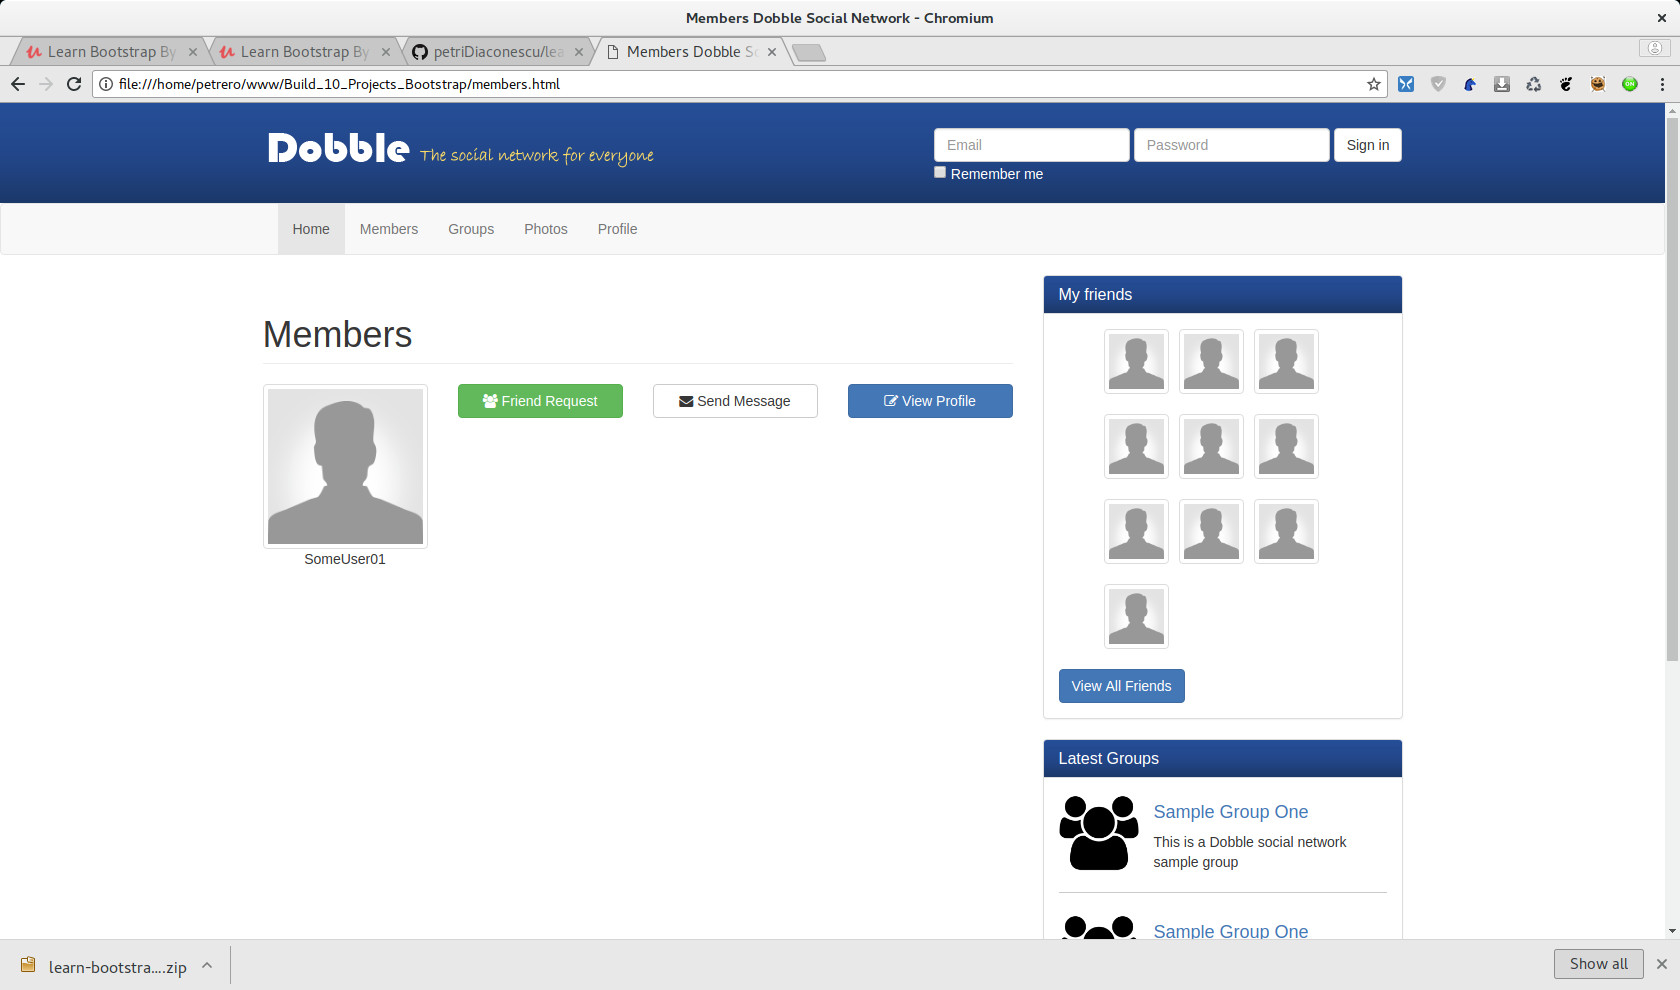 Members Dobble Social Network - Chromium
Learn Bootstrap By
Learn Bootstrap By
petriDiaconescu/lea
Members Dobble So
file:///home/petrero/www/Build_10_Projects_Bootstrap/members.html
ON
Dobble The social network for everyone
Email
Password
Sign in
Remember me
Home
Members
Groups
Photos
Profile
Members
Friend Request
Send Message
View Profile
SomeUser01
My friends
View All Friends
Latest Groups
Sample Group One
This is a Dobble social network
sample group
Sample Group One
learn-bootstra....zip
Show all